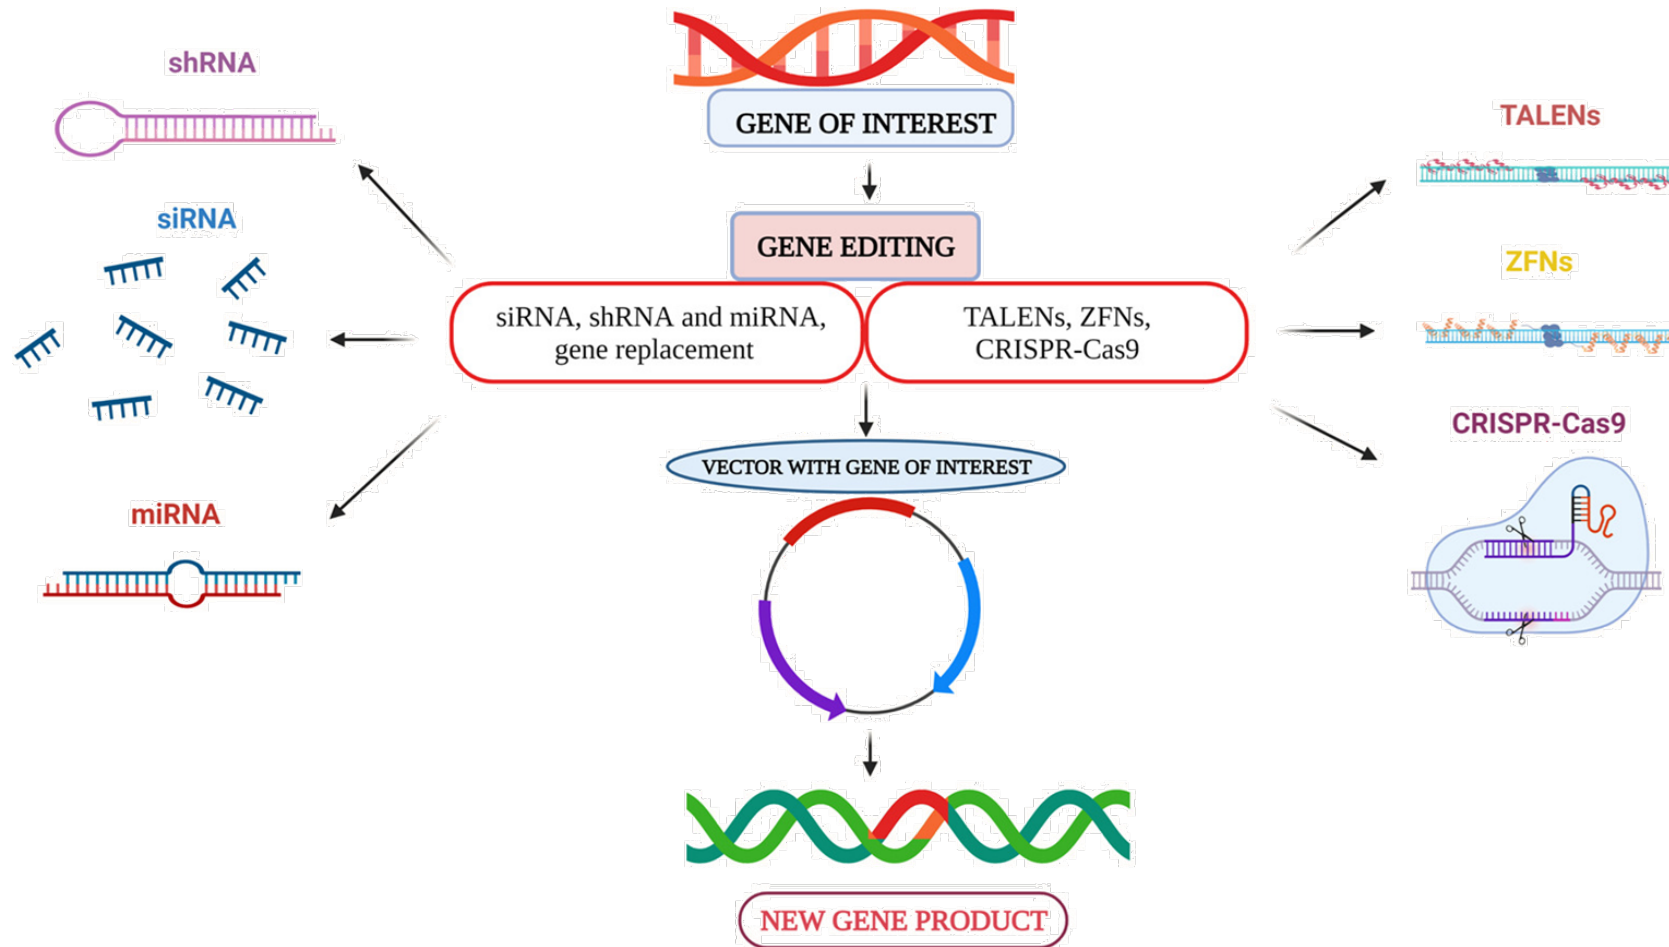 shRNA
siRNA
miRNA
GENE OF INTEREST
GENE EDITING
siRNA, shRNA and miRNA,
gene replacement
TALENs, ZFNs,
CRISPR-Cas9
VECTOR WITH GENE OF INTEREST
NEW GENE PRODUCT
TALENs
ZFNs
CRISPR-Cas9